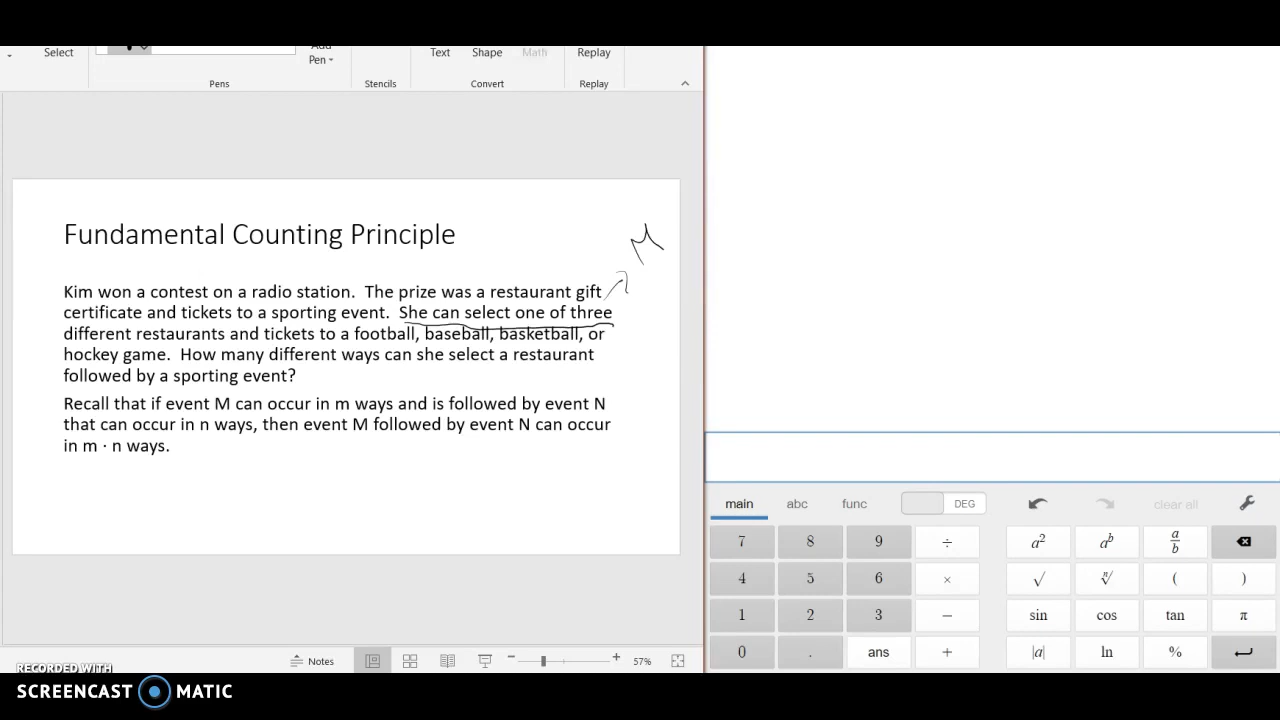 Select
Add
Pen
Text Shape Math Replay
Pens Stencils Convert Replay
Fundamental Counting Principle
M
Kim won a contest on a radio station. The prize was a restaurant gift
certificate and tickets to a sporting event. She can select one of three
different restaurants and tickets to a football, baseball, basketball, or
hockey game. How many different ways can she select a restaurant
followed by a sporting event?
Recall that if event M can occur in m ways and is followed by event N
that can occur in n ways, then event M followed by event N can occur
in m · n ways.
Notes 57%
main abc func DEG clear all
7 8 9 ÷ a² aᵇ a/b
4 5 6 × √ ⁿ√ ( )
1 2 3 − sin cos tan π
0 . ans + |a| ln %
RECORDED WITH
SCREENCAST MATIC